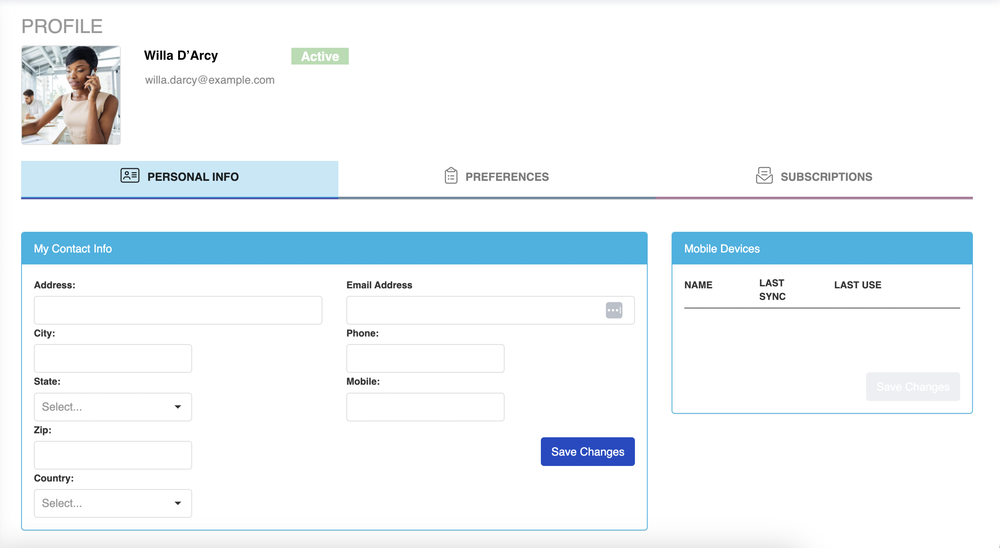 PROFILE
Willa D’Arcy
Active
willa.darcy@example.com
PERSONAL INFO
PREFERENCES
SUBSCRIPTIONS
My Contact Info
Address:
Email Address
City:
Phone:
State:
Mobile:
Select...
Zip:
Save Changes
Country:
Select...
Mobile Devices
NAME
LAST
SYNC
LAST USE
Save Changes